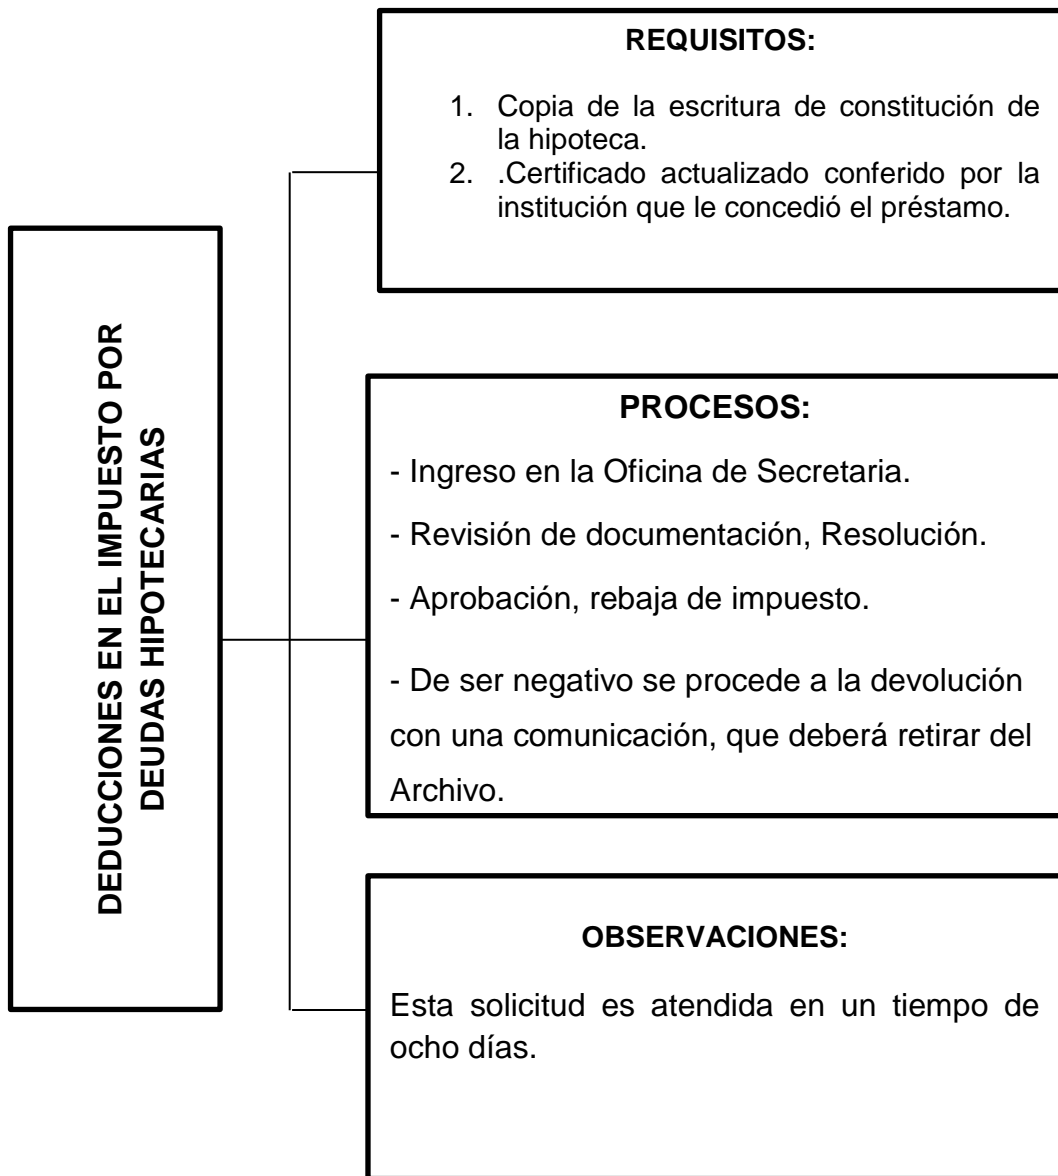 DEDUCCIONES EN EL IMPUESTO POR
DEUDAS HIPOTECARIAS
REQUISITOS:
1. Copia de la escritura de constitución de
la hipoteca.
2. .Certificado actualizado conferido por la
institución que le concedió el préstamo.
PROCESOS:
- Ingreso en la Oficina de Secretaria.
- Revisión de documentación, Resolución.
- Aprobación, rebaja de impuesto.
- De ser negativo se procede a la devolución
con una comunicación, que deberá retirar del
Archivo.
OBSERVACIONES:
Esta solicitud es atendida en un tiempo de
ocho días.